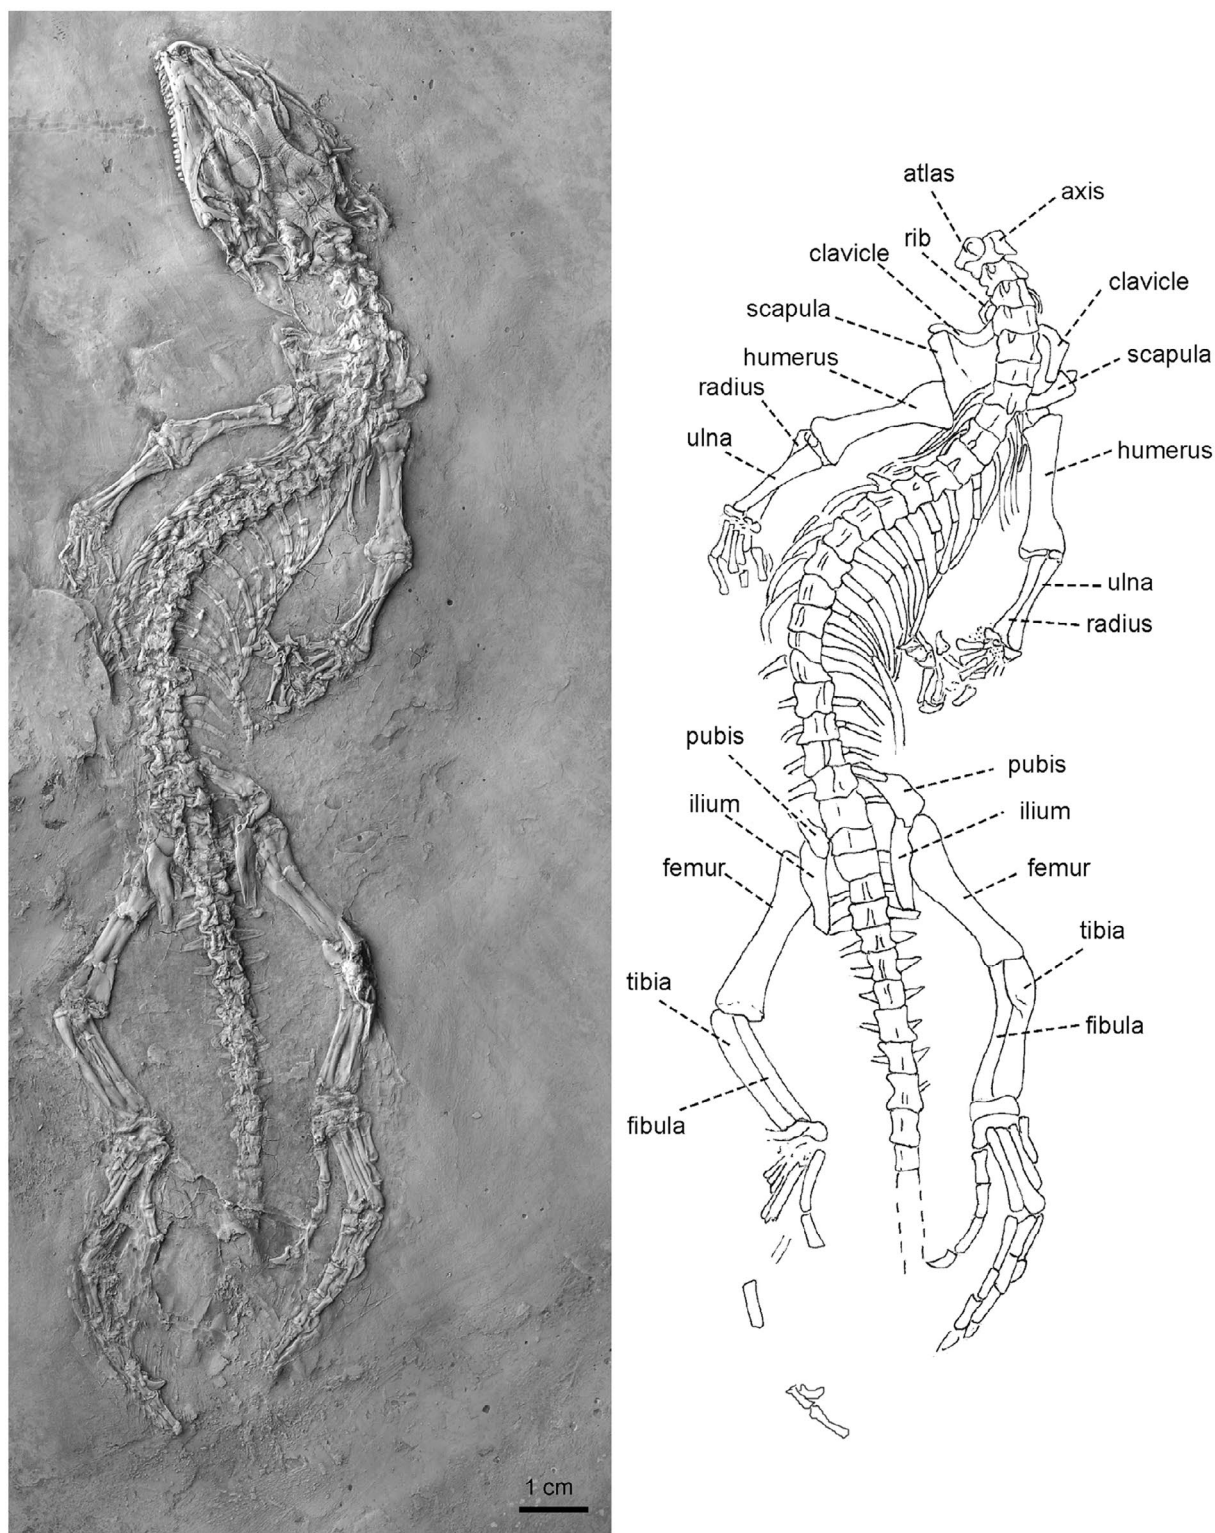 atlas
axis
rib
clavicle
clavicle
scapula
scapula
humerus
radius
ulna
humerus
ulna
radius
pubis
pubis
ilium
ilium
femur
femur
tibia
tibia
fibula
fibula
1 cm